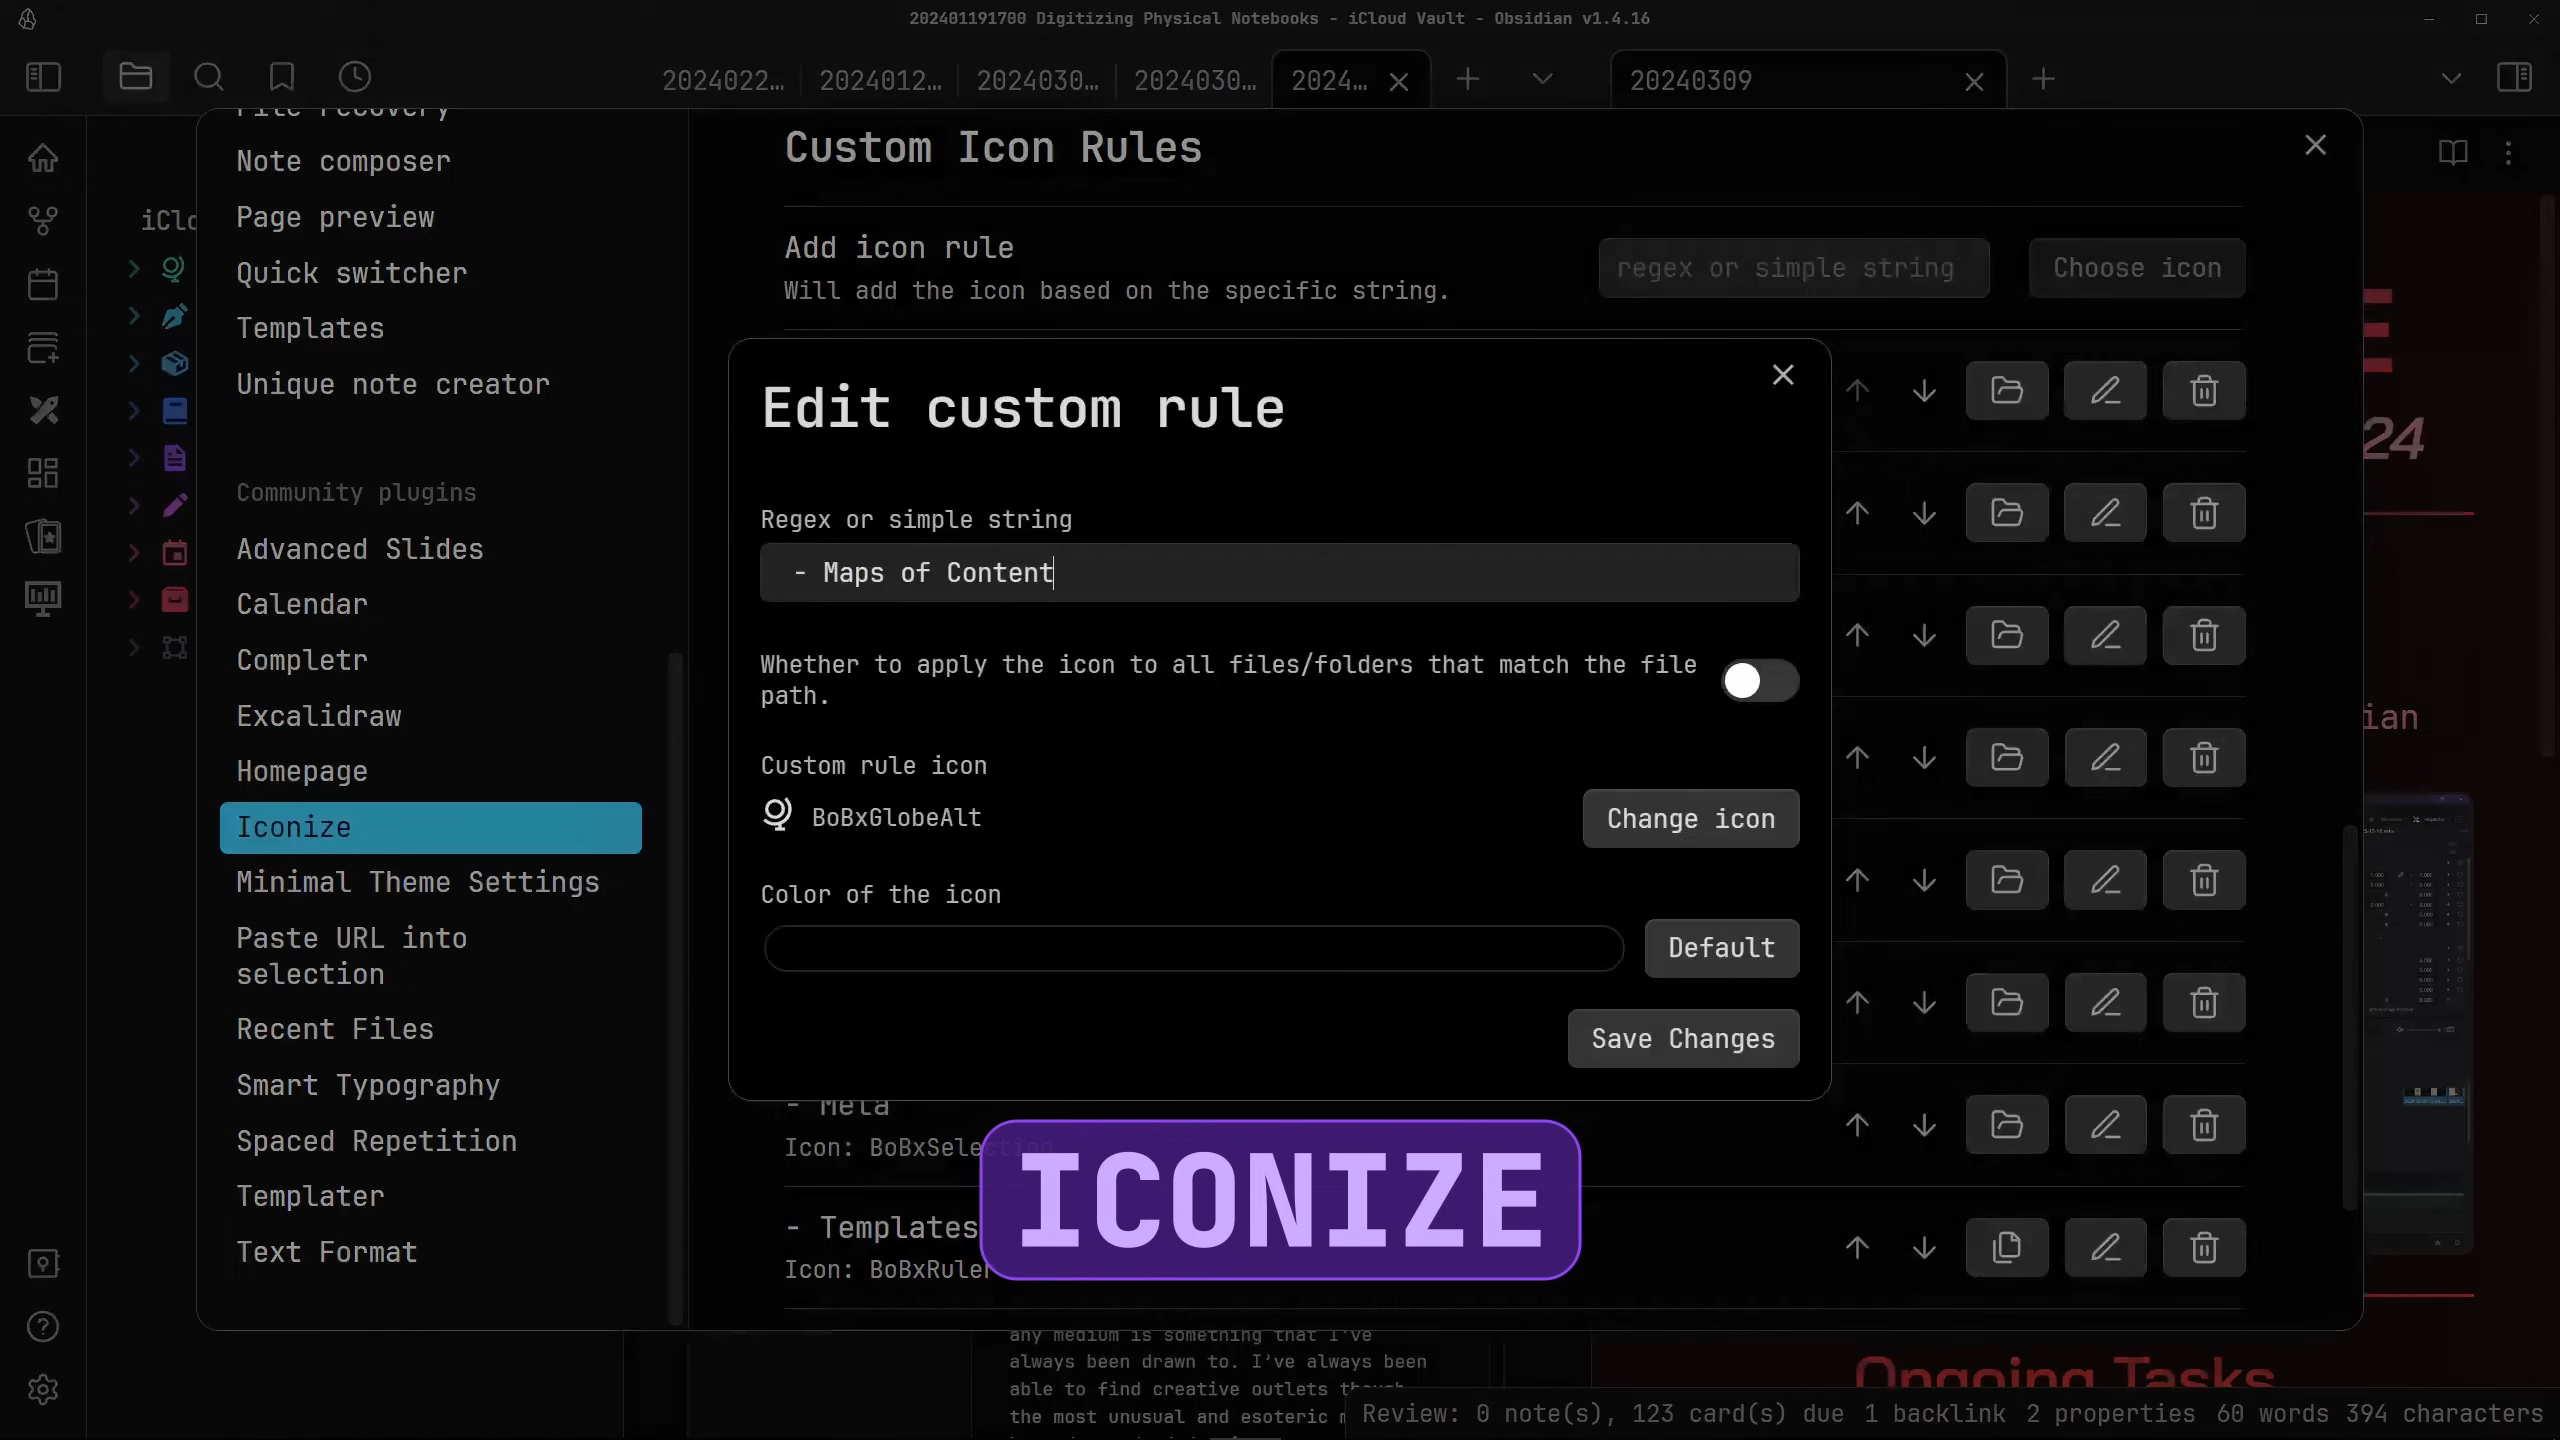 202401191700 Digitizing Physical Notebooks - iCloud Vault - Obsidian v1.4.16
2024022…
2024012…
2024030…
2024030…
2024…
20240309
Note composer
Page preview
Quick switcher
Templates
Unique note creator
Community plugins
Advanced Slides
Calendar
Completr
Excalidraw
Homepage
Iconize
Minimal Theme Settings
Paste URL into
selection
Recent Files
Smart Typography
Spaced Repetition
Templater
Text Format
Custom Icon Rules
Add icon rule
Will add the icon based on the specific string.
regex or simple string
Choose icon
Edit custom rule
Regex or simple string
- Maps of Content
Whether to apply the icon to all files/folders that match the file
path.
Custom rule icon
BoBxGlobeAlt
Change icon
Color of the icon
Default
Save Changes
- Meta
Icon: BoBxSelection
- Templates
Icon: BoBxRuler
ICONIZE
24
ian
any medium is something that I've
always been drawn to. I've always been
able to find creative outlets though
the most unusual and esoteric
Ongoing Tasks
Review: 0 note(s), 123 card(s) due 1 backlink 2 properties 60 words 394 characters